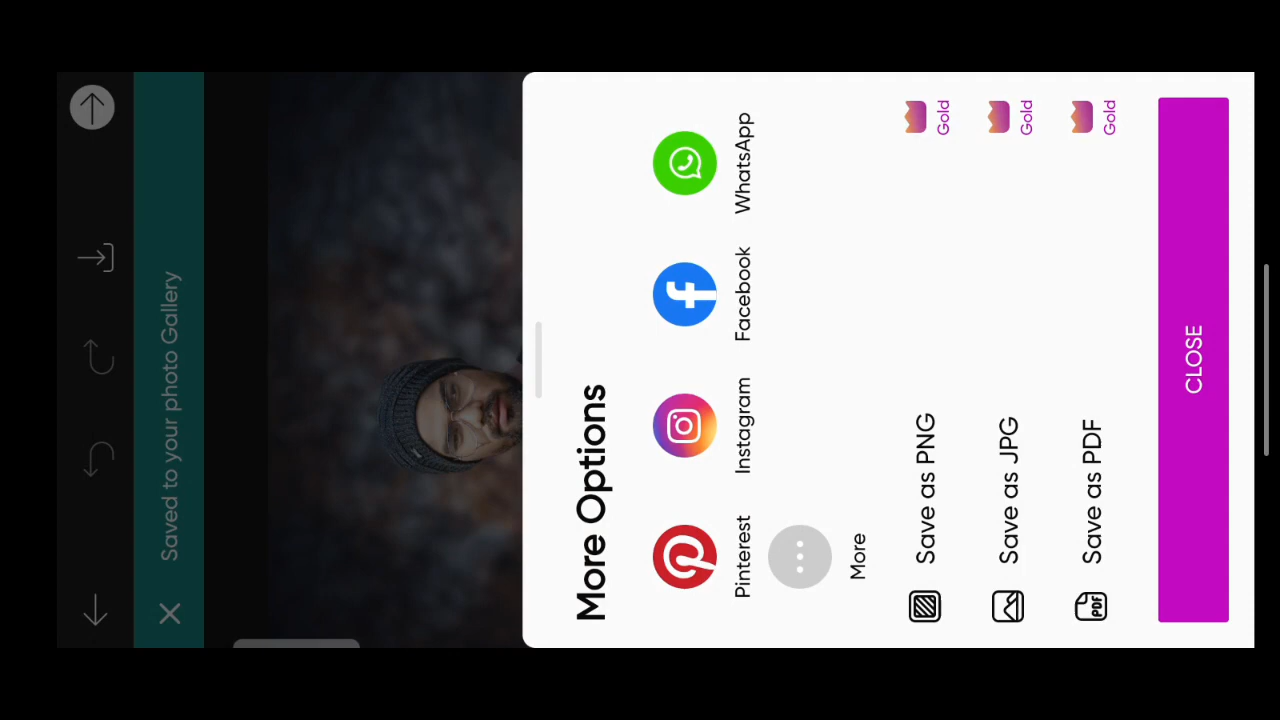 Saved to your photo Gallery
More Options
Pinterest
Instagram
Facebook
WhatsApp
More
Save as PNG
Gold
Save as JPG
Gold
PDF
Save as PDF
Gold
CLOSE